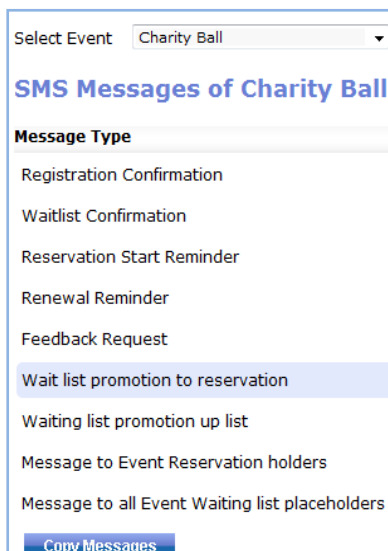 Select Event Charity Ball
SMS Messages of Charity Ball
Message Type
Registration Confirmation
Waitlist Confirmation
Reservation Start Reminder
Renewal Reminder
Feedback Request
Wait list promotion to reservation
Waiting list promotion up list
Message to Event Reservation holders
Message to all Event Waiting list placeholders
Copy Messages